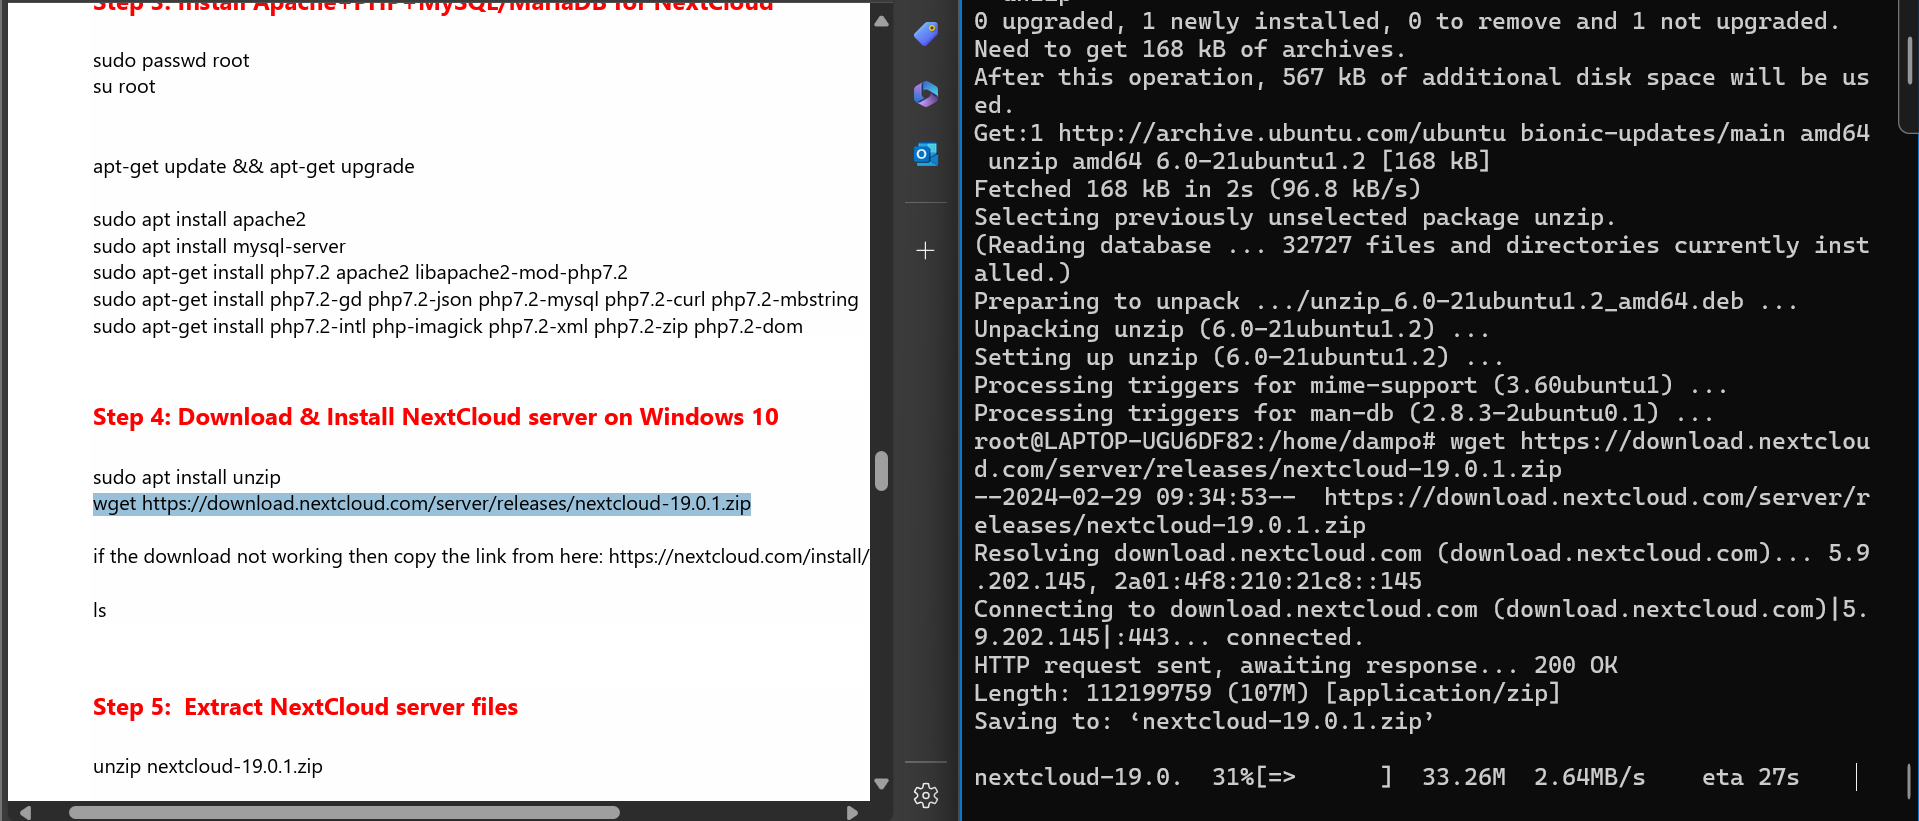 Step 3: Install Apache+PHP+MySQL/MariaDB for NextCloud
sudo passwd root
su root
apt-get update && apt-get upgrade
sudo apt install apache2
sudo apt install mysql-server
sudo apt-get install php7.2 apache2 libapache2-mod-php7.2
sudo apt-get install php7.2-gd php7.2-json php7.2-mysql php7.2-curl php7.2-mbstring
sudo apt-get install php7.2-intl php-imagick php7.2-xml php7.2-zip php7.2-dom
Step 4: Download & Install NextCloud server on Windows 10
sudo apt install unzip
wget https://download.nextcloud.com/server/releases/nextcloud-19.0.1.zip
if the download not working then copy the link from here: https://nextcloud.com/install/
ls
Step 5:  Extract NextCloud server files
unzip nextcloud-19.0.1.zip
unzip
0 upgraded, 1 newly installed, 0 to remove and 1 not upgraded.
Need to get 168 kB of archives.
After this operation, 567 kB of additional disk space will be us
ed.
Get:1 http://archive.ubuntu.com/ubuntu bionic-updates/main amd64
 unzip amd64 6.0-21ubuntu1.2 [168 kB]
Fetched 168 kB in 2s (96.8 kB/s)
Selecting previously unselected package unzip.
(Reading database ... 32727 files and directories currently inst
alled.)
Preparing to unpack .../unzip_6.0-21ubuntu1.2_amd64.deb ...
Unpacking unzip (6.0-21ubuntu1.2) ...
Setting up unzip (6.0-21ubuntu1.2) ...
Processing triggers for mime-support (3.60ubuntu1) ...
Processing triggers for man-db (2.8.3-2ubuntu0.1) ...
root@LAPTOP-UGU6DF82:/home/dampo# wget https://download.nextclou
d.com/server/releases/nextcloud-19.0.1.zip
--2024-02-29 09:34:53--  https://download.nextcloud.com/server/r
eleases/nextcloud-19.0.1.zip
Resolving download.nextcloud.com (download.nextcloud.com)... 5.9
.202.145, 2a01:4f8:210:21c8::145
Connecting to download.nextcloud.com (download.nextcloud.com)|5.
9.202.145|:443... connected.
HTTP request sent, awaiting response... 200 OK
Length: 112199759 (107M) [application/zip]
Saving to: ‘nextcloud-19.0.1.zip’
nextcloud-19.0.  31%[=>      ]  33.26M  2.64MB/s    eta 27s